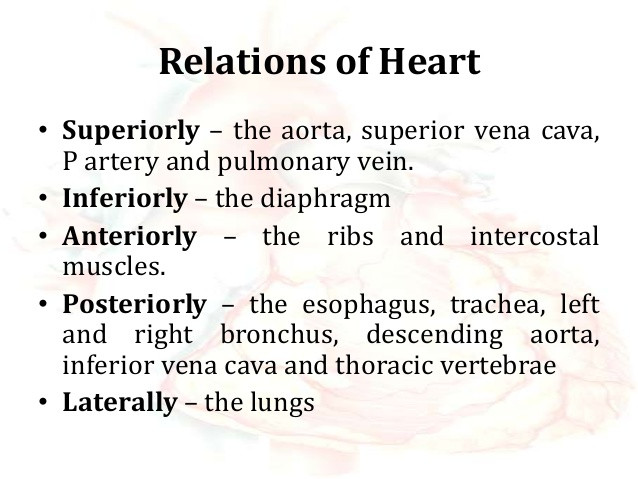 Relations of Heart
• Superiorly – the aorta, superior vena cava,
P artery and pulmonary vein.
• Inferiorly – the diaphragm
• Anteriorly – the ribs and intercostal
muscles.
• Posteriorly – the esophagus, trachea, left
and right bronchus, descending aorta,
inferior vena cava and thoracic vertebrae
• Laterally – the lungs